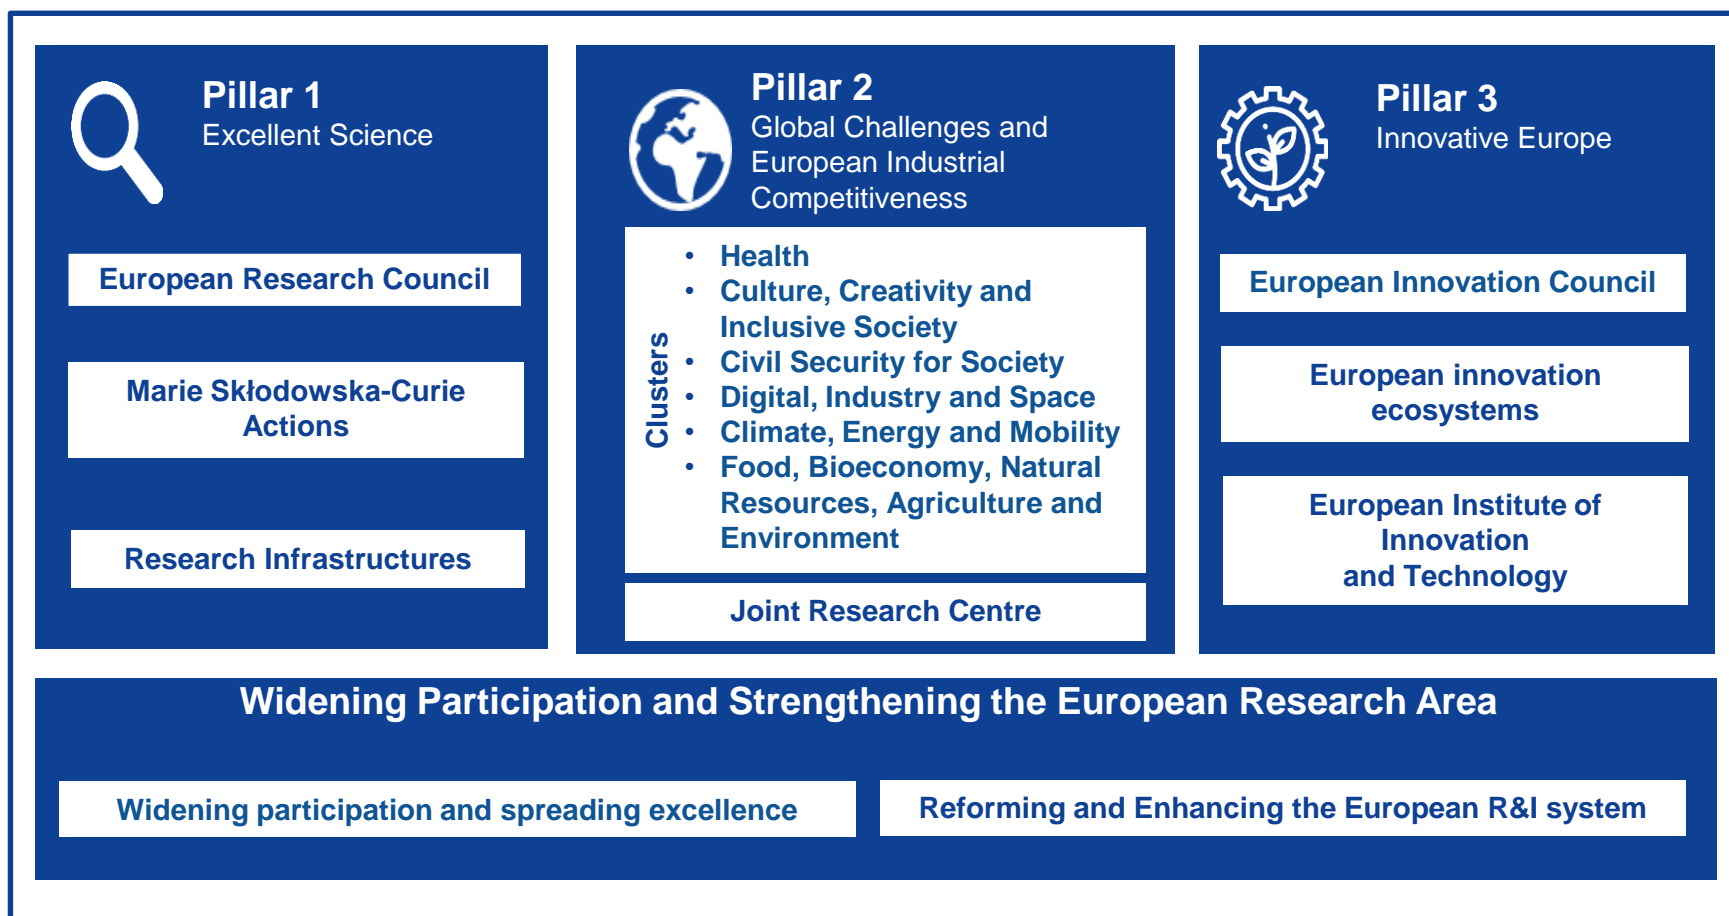 Pillar 1
Excellent Science
European Research Council
Marie Skłodowska-Curie
Actions
Research Infrastructures
Pillar 2
Global Challenges and
European Industrial
Competitiveness
Clusters
• Health
• Culture, Creativity and
Inclusive Society
• Civil Security for Society
• Digital, Industry and Space
• Climate, Energy and Mobility
• Food, Bioeconomy, Natural
Resources, Agriculture and
Environment
Joint Research Centre
Pillar 3
Innovative Europe
European Innovation Council
European innovation
ecosystems
European Institute of
Innovation
and Technology
Widening Participation and Strengthening the European Research Area
Widening participation and spreading excellence
Reforming and Enhancing the European R&I system